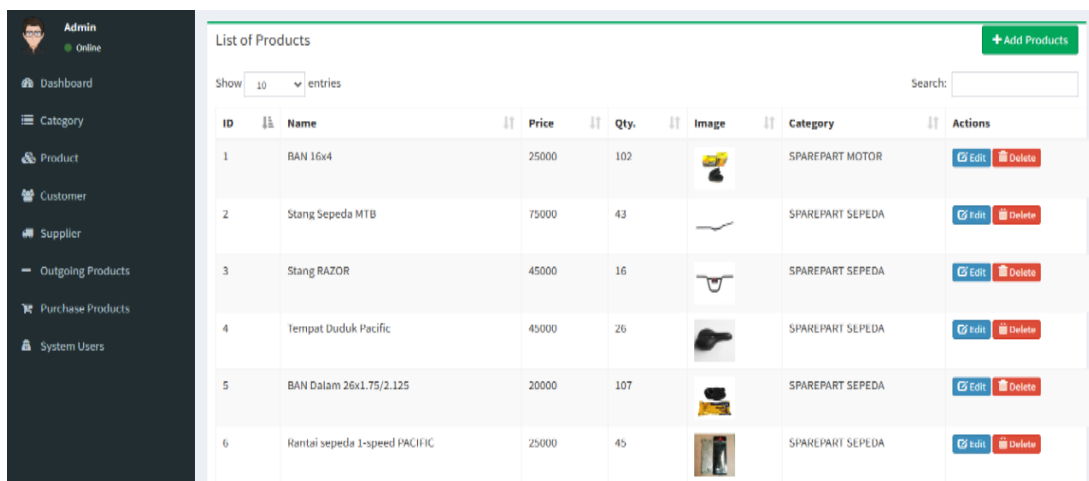 Admin
Online
Dashboard
Category
Product
Customer
Supplier
Outgoing Products
Purchase Products
System Users
List of Products
Add Products
Show 10 entries
Search:
ID Name Price Qty. Image Category Actions
1 BAN 16x4 25000 102 SPAREPART MOTOR Edit Delete
2 Stang Sepeda MTB 75000 43 SPAREPART SEPEDA Edit Delete
3 Stang RAZOR 45000 16 SPAREPART SEPEDA Edit Delete
4 Tempat Duduk Pacific 45000 26 SPAREPART SEPEDA Edit Delete
5 BAN Dalam 26x1.75/2.125 20000 107 SPAREPART SEPEDA Edit Delete
6 Rantai sepeda 1-speed PACIFIC 25000 45 SPAREPART SEPEDA Edit Delete